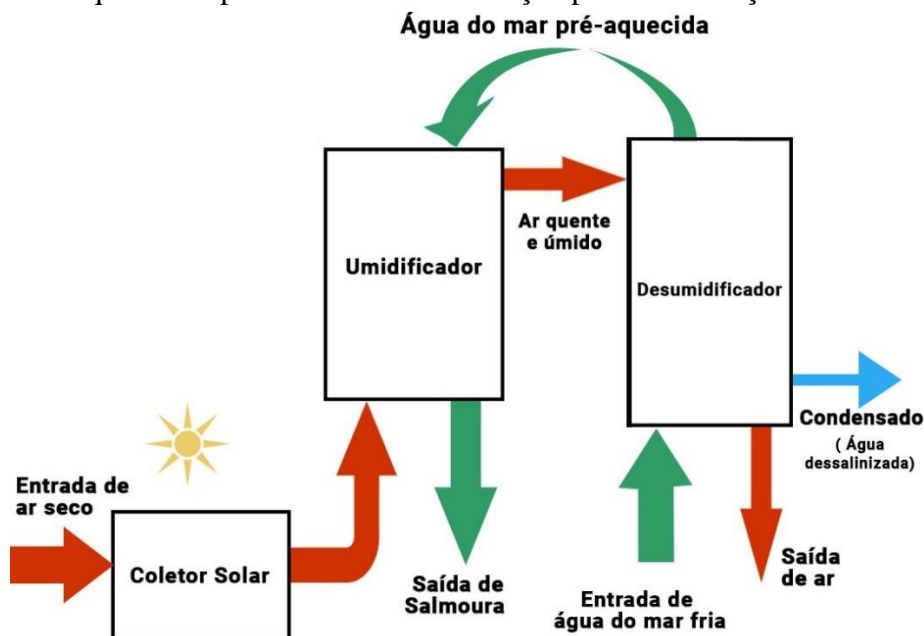 Água do mar pré-aquecida
Umidificador
Ar quente
e úmido
Desumidificador
Condensado
( Água
dessalinizada)
Entrada de
ar seco
Coletor Solar
Saída de
Salmoura
Entrada de
água do mar fria
Saída
de ar